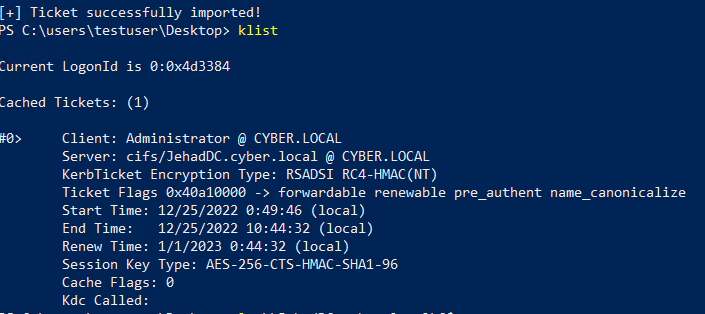 [+] Ticket successfully imported!
PS C:\users\testuser\Desktop> klist
Current LogonId is 0:0x4d3384
Cached Tickets: (1)
#0> Client: Administrator @ CYBER.LOCAL
Server: cifs/JehadDC.cyber.local @ CYBER.LOCAL
KerbTicket Encryption Type: RSADSI RC4-HMAC(NT)
Ticket Flags 0x40a10000 -> forwardable renewable pre_authent name_canonicalize
Start Time: 12/25/2022 0:49:46 (local)
End Time: 12/25/2022 10:44:32 (local)
Renew Time: 1/1/2023 0:44:32 (local)
Session Key Type: AES-256-CTS-HMAC-SHA1-96
Cache Flags: 0
Kdc Called: